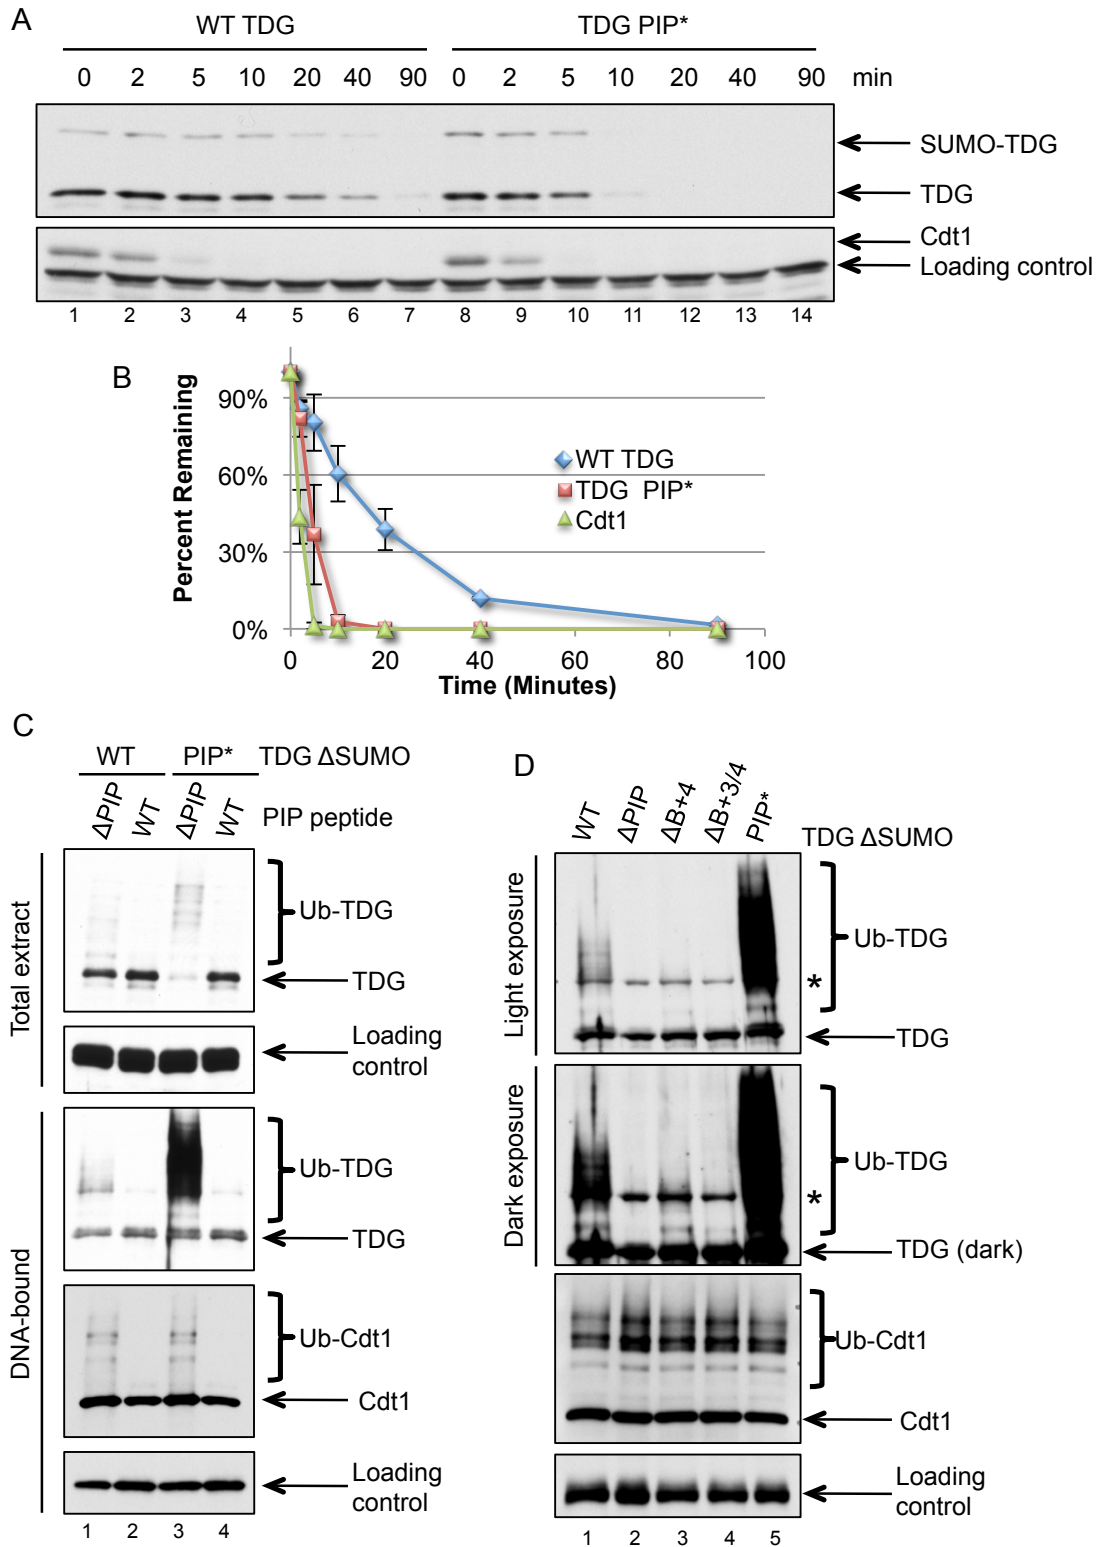 A
WT TDG
TDG PIP*
0 2 5 10 20 40 90 0 2 5 10 20 40 90 min
SUMO-TDG
TDG
Cdt1
Loading control
1 2 3 4 5 6 7 8 9 10 11 12 13 14
B
Percent Remaining
90%
60%
30%
0%
WT TDG
TDG PIP*
Cdt1
0 20 40 60 80 100
Time (Minutes)
C
WT PIP* TDG ΔSUMO
ΔPIP WT ΔPIP WT PIP peptide
Total extract
Ub-TDG
TDG
Loading control
DNA-bound
Ub-TDG
TDG
Ub-Cdt1
Cdt1
Loading control
1 2 3 4
D
WT ΔPIP ΔB+4 ΔB+3/4 PIP* TDG ΔSUMO
Light exposure
Ub-TDG
*
TDG
Dark exposure
Ub-TDG
*
TDG (dark)
Ub-Cdt1
Cdt1
Loading control
1 2 3 4 5